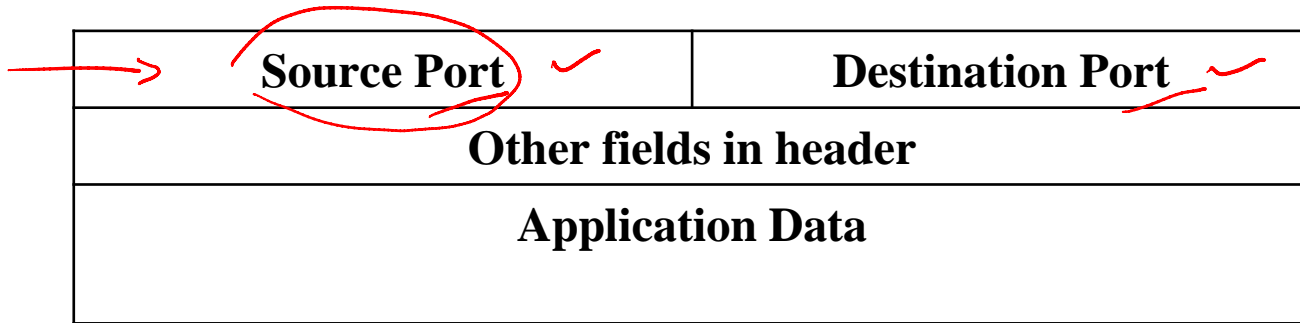 Source Port Destination Port
Other fields in header
Application Data